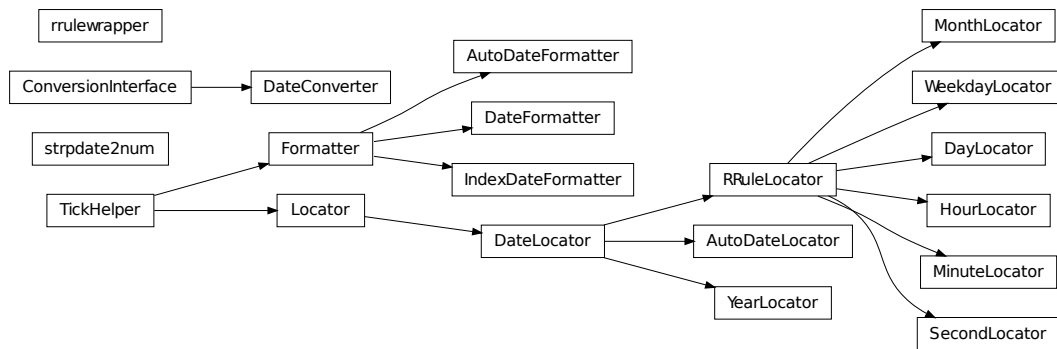 rrulewrapper
ConversionInterface
DateConverter
strpdate2num
TickHelper
Formatter
Locator
AutoDateFormatter
DateFormatter
IndexDateFormatter
DateLocator
RRuleLocator
AutoDateLocator
YearLocator
MonthLocator
WeekdayLocator
DayLocator
HourLocator
MinuteLocator
SecondLocator